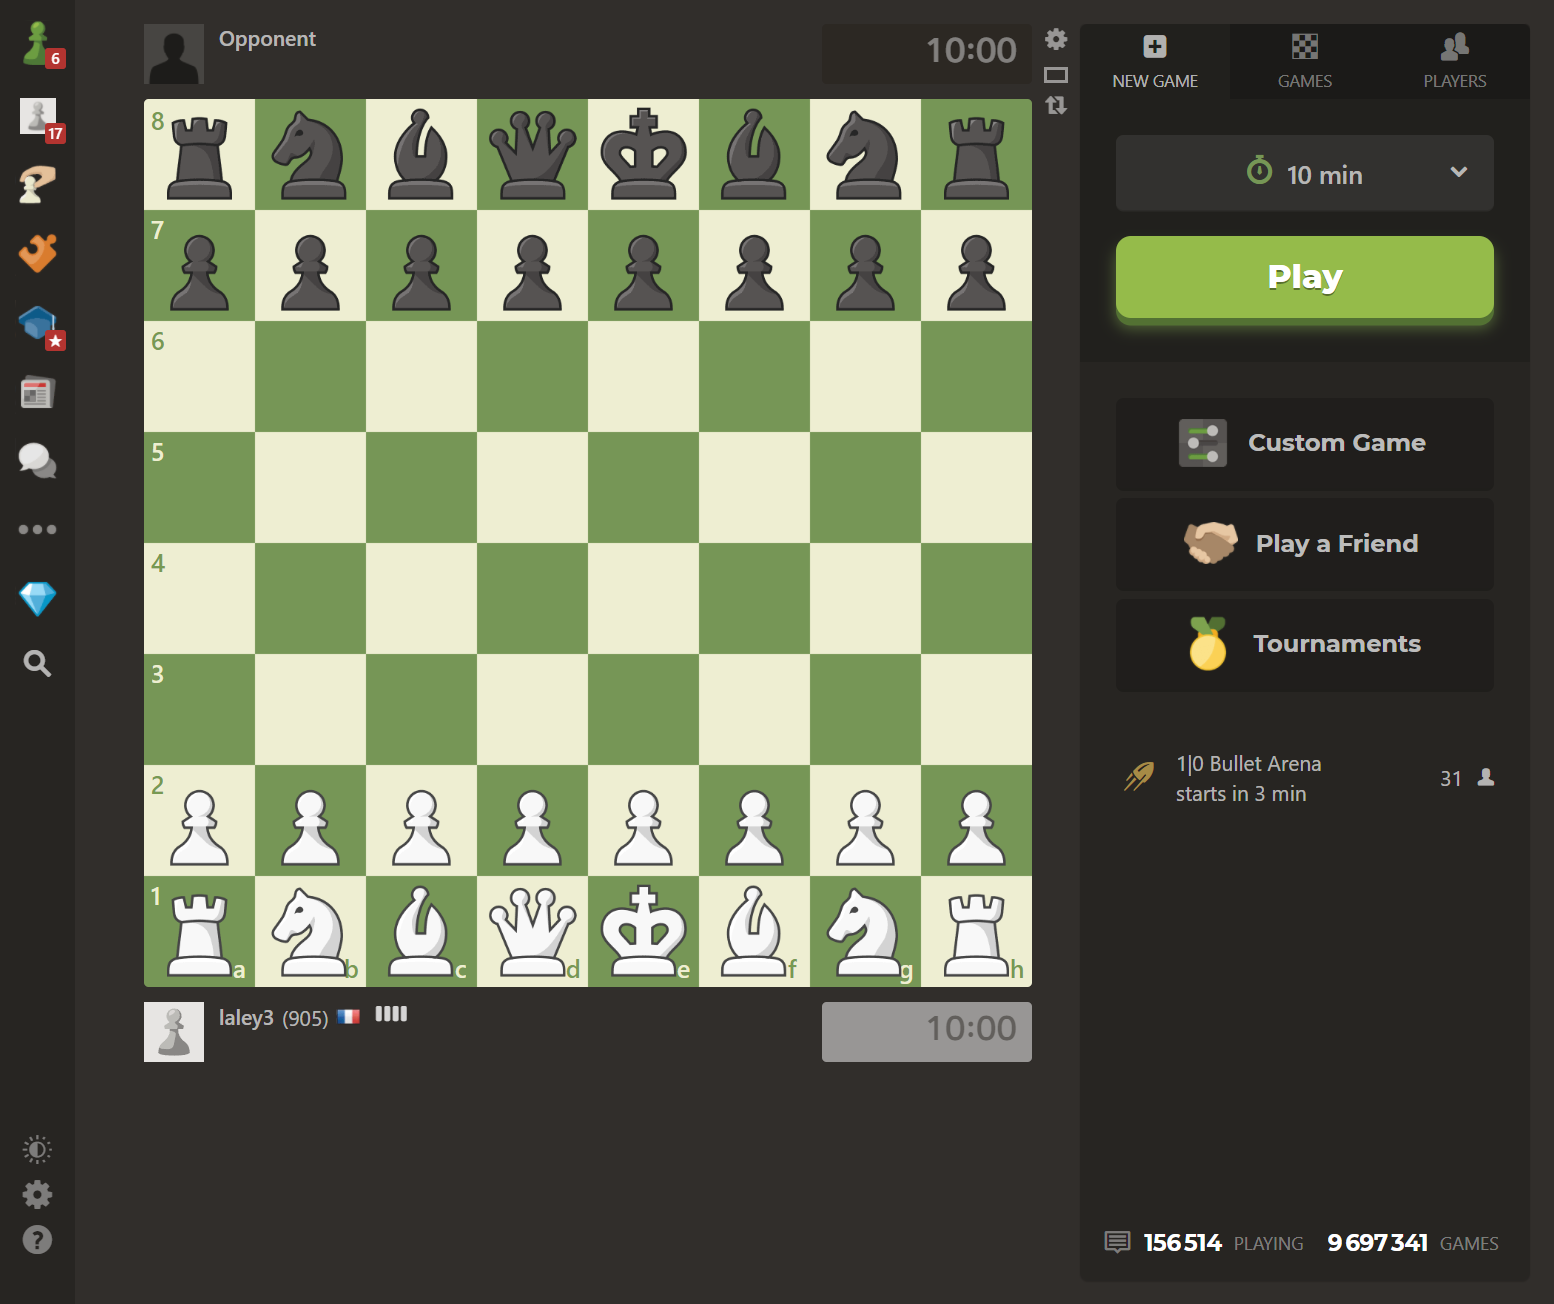 6
17
Opponent
10:00
8
7
6
5
4
3
2
1
a b c d e f g h
laley3 (905)
10:00
NEW GAME
GAMES
PLAYERS
10 min
Play
Custom Game
Play a Friend
Tournaments
1|0 Bullet Arena
starts in 3 min
31
156 514 PLAYING 9 697 341 GAMES